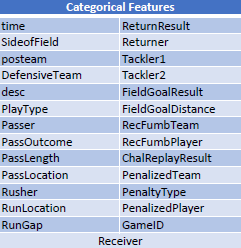 Categorical Features
time ReturnResult
SideofField Returner
posteam Tackler1
DefensiveTeam Tackler2
desc FieldGoalResult
PlayType FieldGoalDistance
Passer RecFumbTeam
PassOutcome RecFumbPlayer
PassLength ChalReplayResult
PassLocation PenalizedTeam
Rusher PenaltyType
RunLocation PenalizedPlayer
RunGap GameID
Receiver